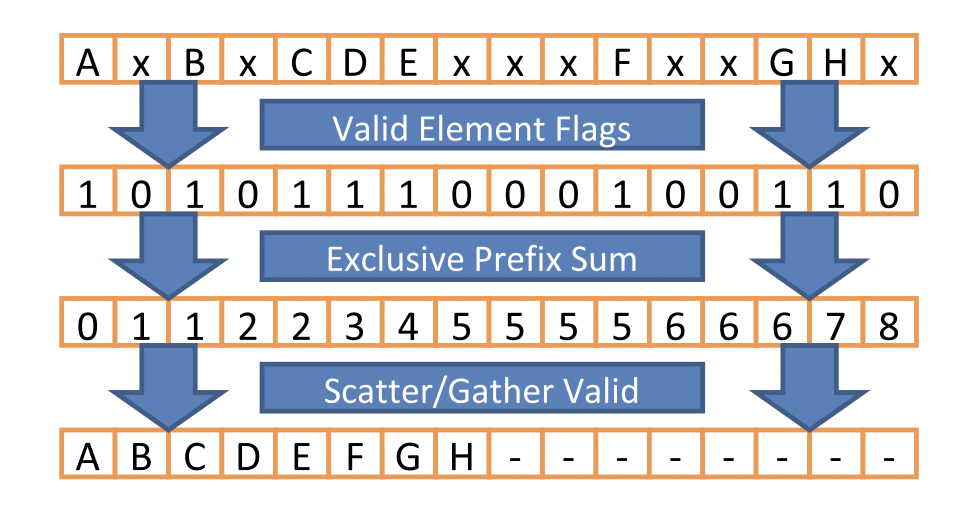 A x B x C D E x x x F x x G H x
Valid Element Flags
1 0 1 0 1 1 1 0 0 0 1 0 0 1 1 0
Exclusive Prefix Sum
0 1 1 2 2 3 4 5 5 5 5 6 6 6 7 8
Scatter/Gather Valid
A B C D E F G H - - - - - - - -